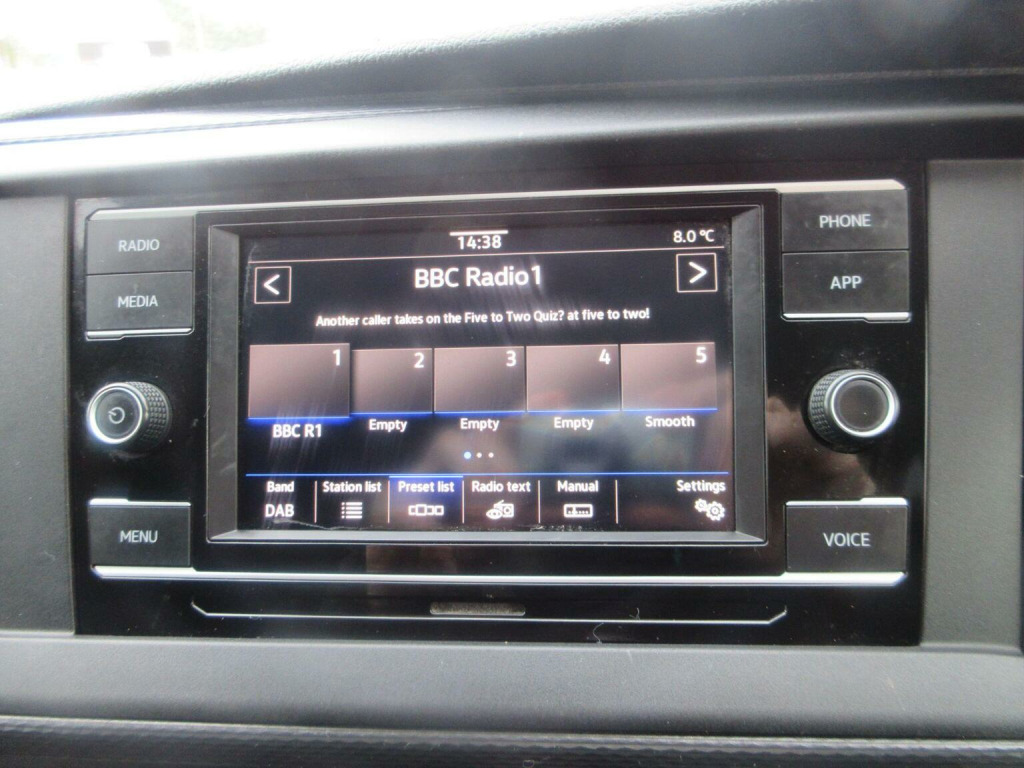 RADIO
MEDIA
MENU
PHONE
APP
VOICE
14:38
8.0 °C
<
BBC Radio1
>
Another caller takes on the Five to Two Quiz? at five to two!
1
2
3
4
5
BBC R1
Empty
Empty
Empty
Smooth
Band
Station list
Preset list
Radio text
Manual
Settings
DAB